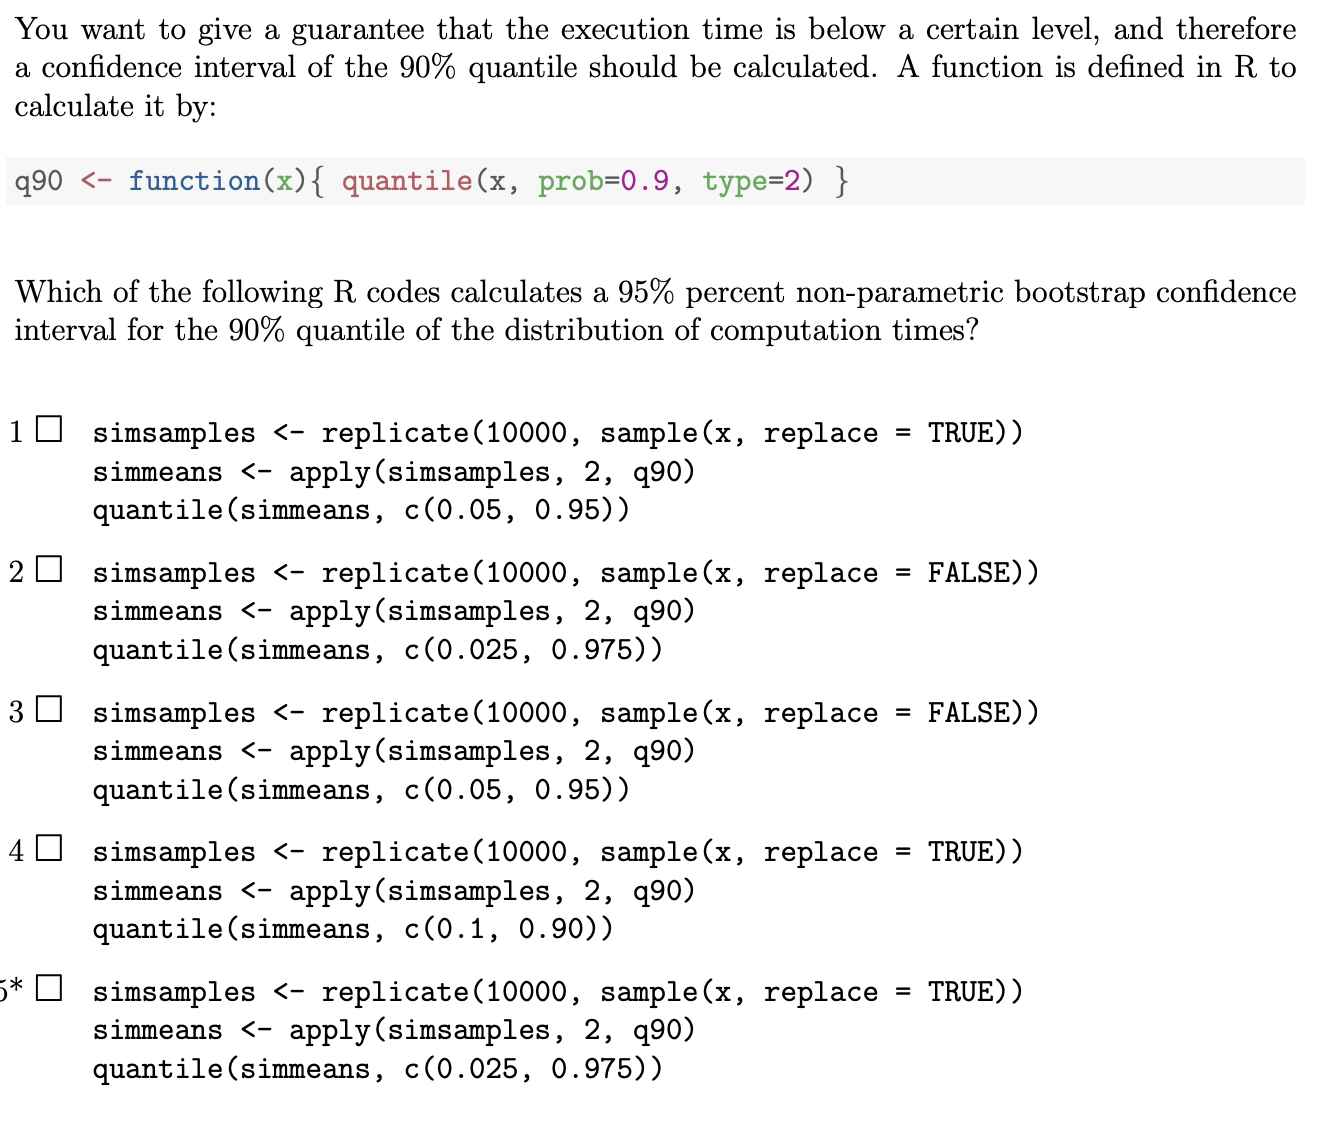 You want to give a guarantee that the execution time is below a certain level, and therefore
a confidence interval of the 90% quantile should be calculated. A function is defined in R to
calculate it by:
q90 <- function(x){ quantile(x, prob=0.9, type=2) }
Which of the following R codes calculates a 95% percent non-parametric bootstrap confidence
interval for the 90% quantile of the distribution of computation times?
1 □ simsamples <- replicate(10000, sample(x, replace = TRUE))
simmeans <- apply(simsamples, 2, q90)
quantile(simmeans, c(0.05, 0.95))
2 □ simsamples <- replicate(10000, sample(x, replace = FALSE))
simmeans <- apply(simsamples, 2, q90)
quantile(simmeans, c(0.025, 0.975))
3 □ simsamples <- replicate(10000, sample(x, replace = FALSE))
simmeans <- apply(simsamples, 2, q90)
quantile(simmeans, c(0.05, 0.95))
4 □ simsamples <- replicate(10000, sample(x, replace = TRUE))
simmeans <- apply(simsamples, 2, q90)
quantile(simmeans, c(0.1, 0.90))
5* □ simsamples <- replicate(10000, sample(x, replace = TRUE))
simmeans <- apply(simsamples, 2, q90)
quantile(simmeans, c(0.025, 0.975))